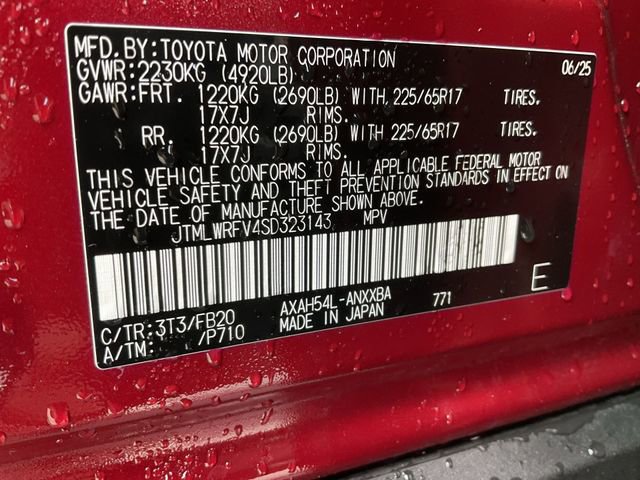 MFD. BY: TOYOTA MOTOR CORPORATION 06/25
GVWR: 2230KG (4920LB)
GAWR: FRT. 1220KG (2690LB) WITH 225/65R17 TIRES.
17X7J RIMS.
RR. 1220KG (2690LB) WITH 225/65R17 TIRES.
17X7J RIMS.
THIS VEHICLE CONFORMS TO ALL APPLICABLE FEDERAL MOTOR
VEHICLE SAFETY AND THEFT PREVENTION STANDARDS IN EFFECT ON
THE DATE OF MANUFACTURE SHOWN ABOVE.
JTMLWRFV4SD323143 MPV
E
C/TR: 3T3/FB20 AXAH54L-ANXXBA 771
A/TM: /P710 MADE IN JAPAN